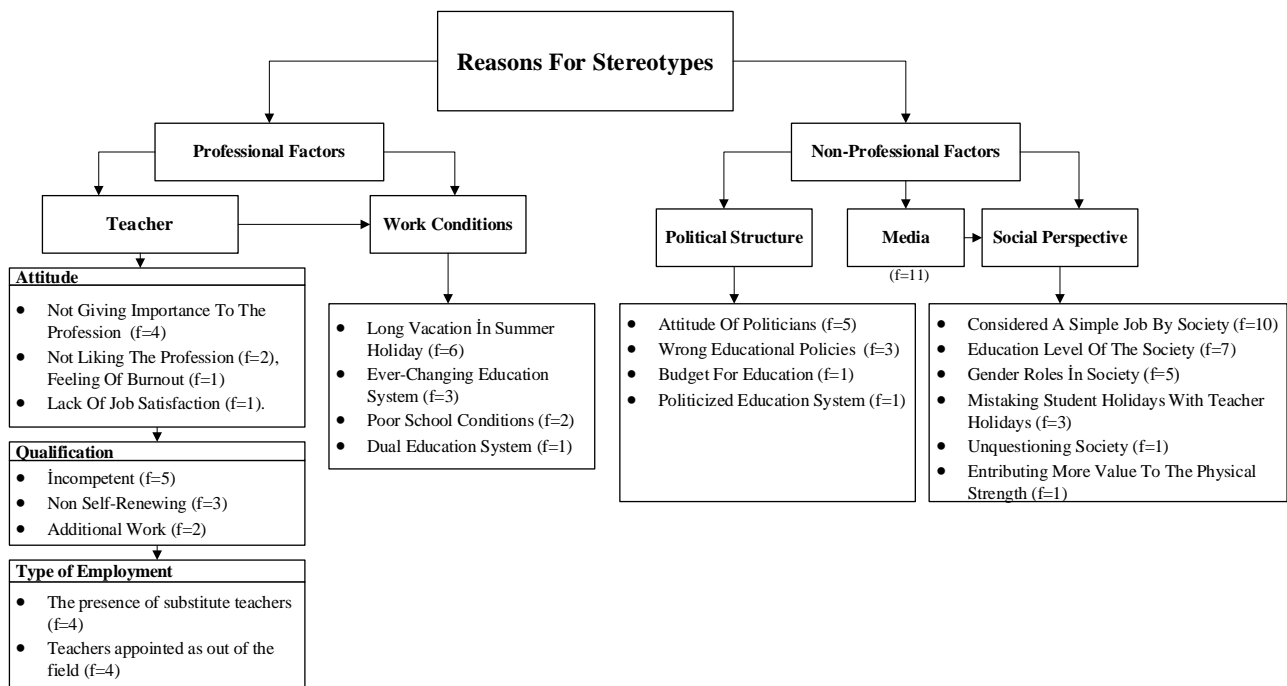 Reasons For Stereotypes
Professional Factors
Non-Professional Factors
Teacher
Work Conditions
Political Structure
Media
(f=11)
Social Perspective
Attitude
• Not Giving Importance To The
Profession (f=4)
• Not Liking The Profession (f=2),
Feeling Of Burnout (f=1)
• Lack Of Job Satisfaction (f=1).
Qualification
• İncompetent (f=5)
• Non Self-Renewing (f=3)
• Additional Work (f=2)
Type of Employment
• The presence of substitute teachers
(f=4)
• Teachers appointed as out of the
field (f=4)
• Long Vacation İn Summer
Holiday (f=6)
• Ever-Changing Education
System (f=3)
• Poor School Conditions (f=2)
• Dual Education System (f=1)
• Attitude Of Politicians (f=5)
• Wrong Educational Policies (f=3)
• Budget For Education (f=1)
• Politicized Education System (f=1)
• Considered A Simple Job By Society (f=10)
• Education Level Of The Society (f=7)
• Gender Roles İn Society (f=5)
• Mistaking Student Holidays With Teacher
Holidays (f=3)
• Unquestioning Society (f=1)
• Entributing More Value To The Physical
Strength (f=1)